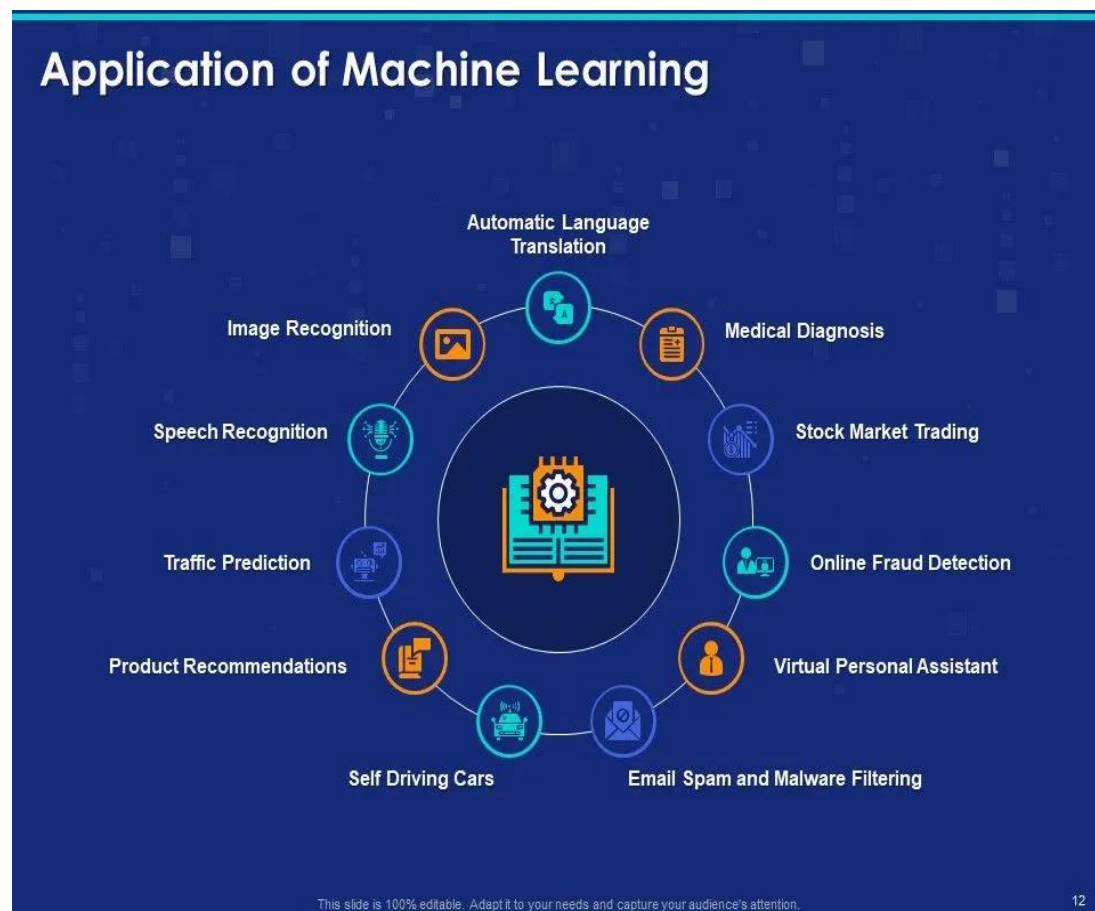 Application of Machine Learning
Automatic Language
Translation
Image Recognition
Medical Diagnosis
Speech Recognition
Stock Market Trading
Traffic Prediction
Online Fraud Detection
Product Recommendations
Virtual Personal Assistant
Self Driving Cars
Email Spam and Malware Filtering
This slide is 100% editable. Adapt it to your needs and capture your audience's attention.
12